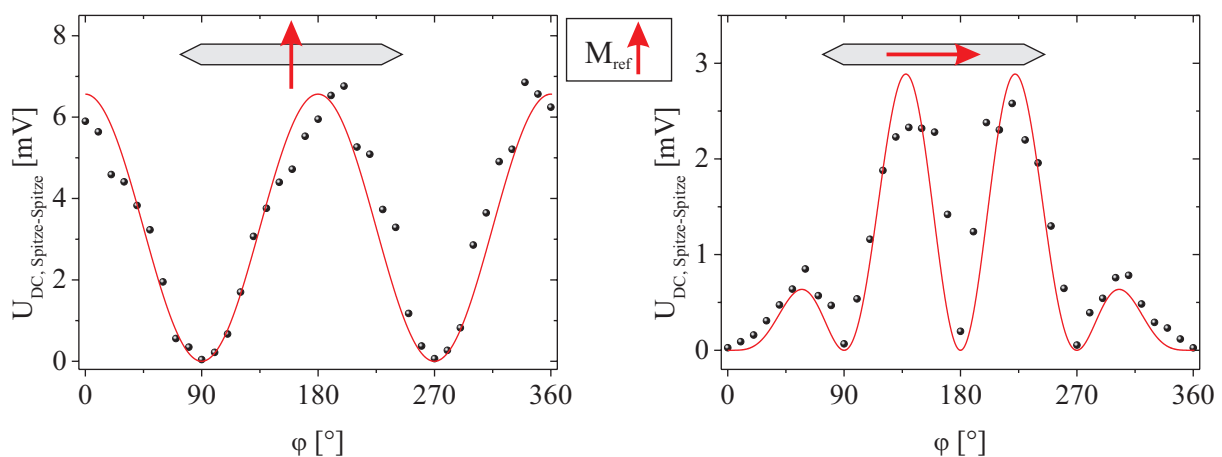 U_DC, Spitze-Spitze [mV]
8
6
4
2
0
0 90 180 270 360
φ [°]
M_ref
U_DC, Spitze-Spitze [mV]
3
2
1
0
0 90 180 270 360
φ [°]